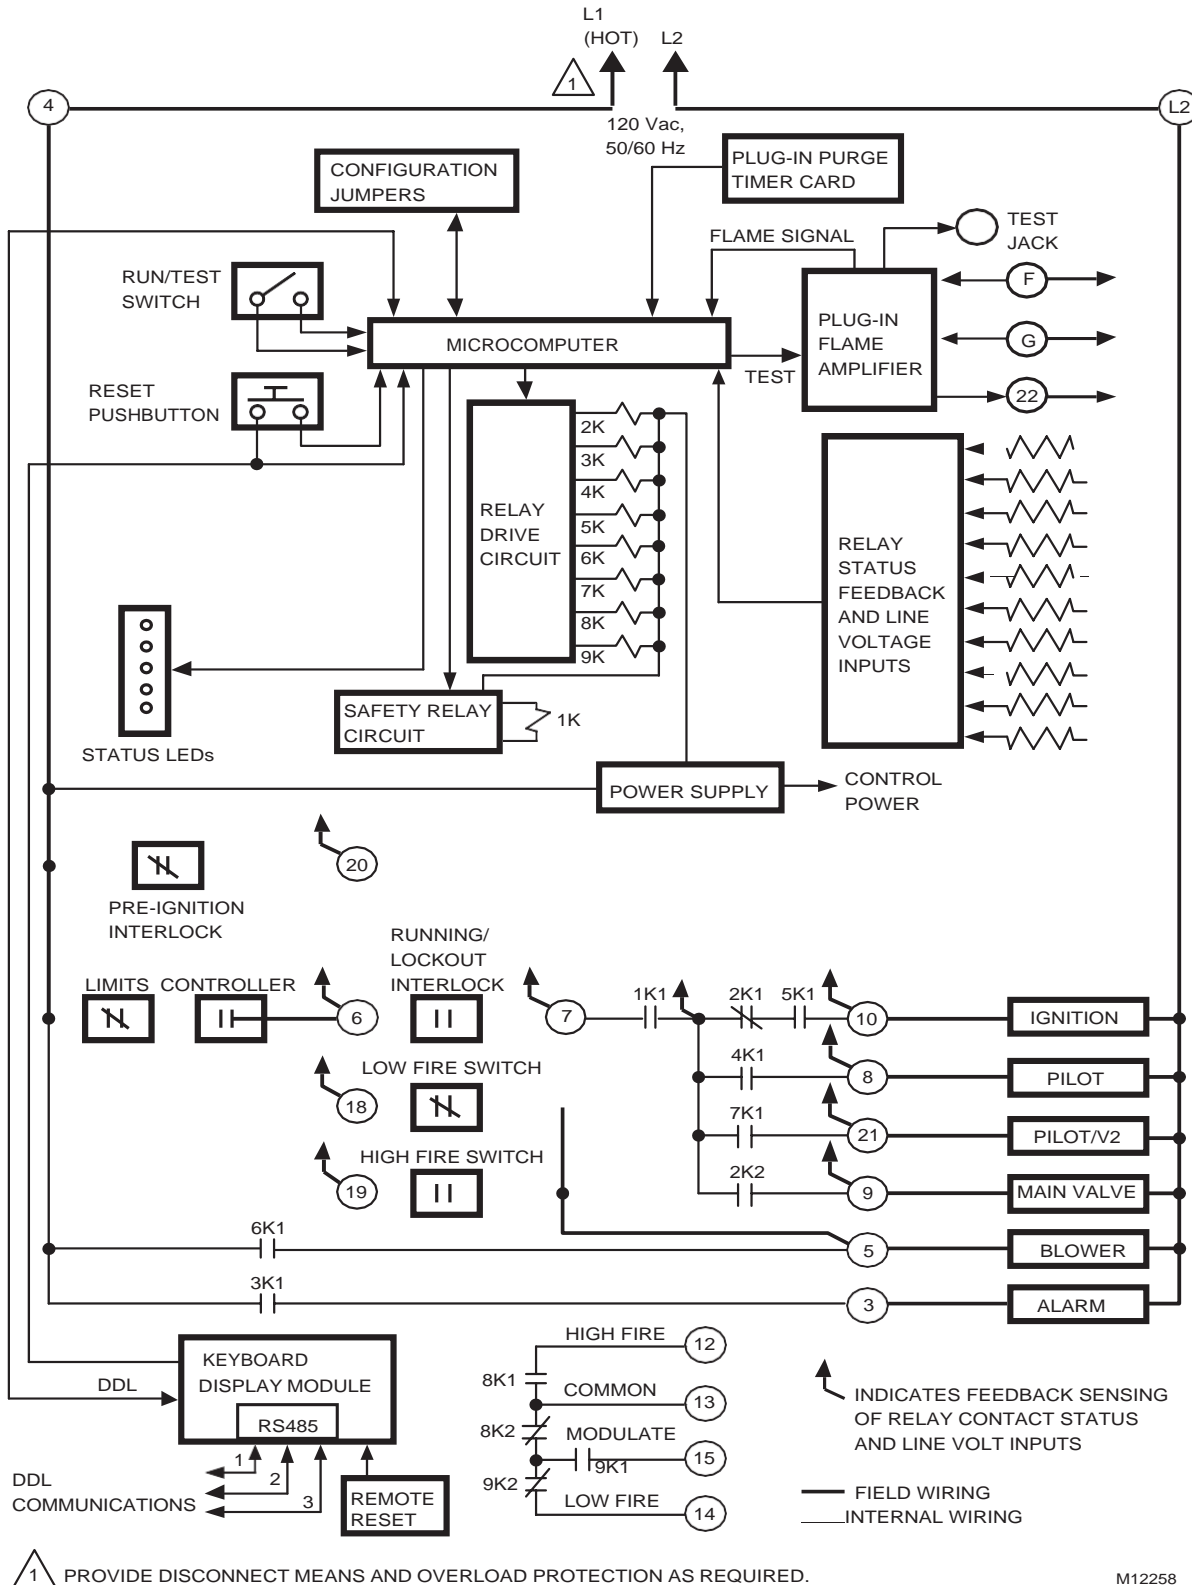 L1
(HOT) L2
1
4
L2
120 Vac,
50/60 Hz
CONFIGURATION
JUMPERS
PLUG-IN PURGE
TIMER CARD
TEST
JACK
FLAME SIGNAL
RUN/TEST
SWITCH
F
PLUG-IN
FLAME
AMPLIFIER
MICROCOMPUTER
G
TEST
RESET
PUSHBUTTON
22
2K
3K
4K
5K
6K
7K
8K
9K
RELAY
DRIVE
CIRCUIT
RELAY
STATUS
FEEDBACK
AND LINE
VOLTAGE
INPUTS
SAFETY RELAY
CIRCUIT
1K
STATUS LEDs
POWER SUPPLY
CONTROL
POWER
20
PRE-IGNITION
INTERLOCK
RUNNING/
LOCKOUT
INTERLOCK
LIMITS CONTROLLER
6
7
1K1
2K1
5K1
10
IGNITION
LOW FIRE SWITCH
18
4K1
8
PILOT
7K1
21
PILOT/V2
HIGH FIRE SWITCH
19
2K2
9
MAIN VALVE
6K1
5
BLOWER
3K1
3
ALARM
KEYBOARD
DISPLAY MODULE
RS485
DDL
1
2
3
DDL
COMMUNICATIONS
REMOTE
RESET
HIGH FIRE
12
8K1
COMMON
13
8K2
MODULATE
15
9K1
9K2
LOW FIRE
14
INDICATES FEEDBACK SENSING
OF RELAY CONTACT STATUS
AND LINE VOLT INPUTS
FIELD WIRING
INTERNAL WIRING
1 PROVIDE DISCONNECT MEANS AND OVERLOAD PROTECTION AS REQUIRED.
M12258